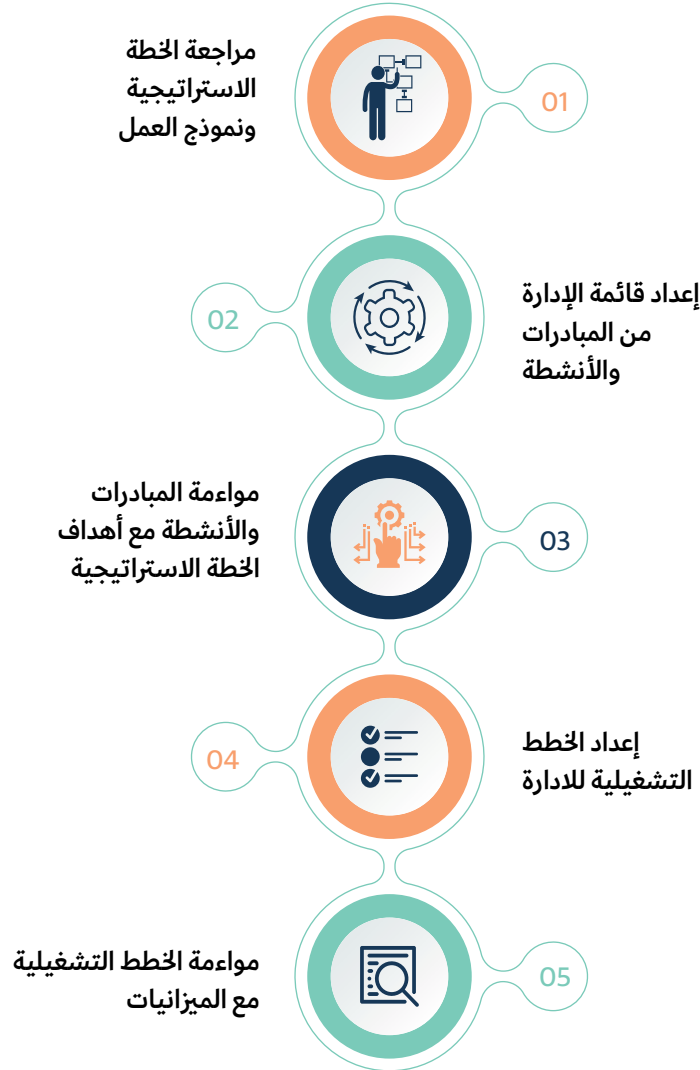 01
مراجعة الخطة
الاستراتيجية
ونموذج العمل
02
إعداد قائمة الإدارة
من المبادرات
والأنشطة
03
مواءمة المبادرات
والأنشطة مع أهداف
الخطة الاستراتيجية
04
إعداد الخطط
التشغيلية للادارة
05
مواءمة الخطط التشغيلية
مع الميزانيات